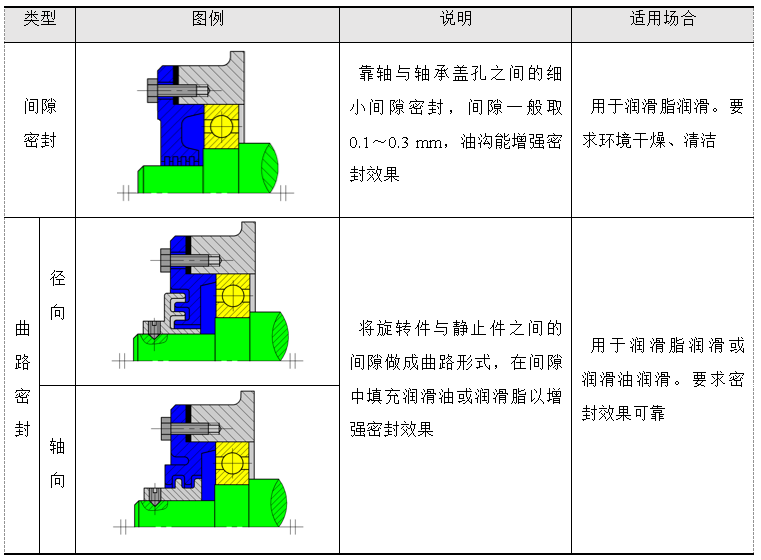 类型
图例
说明
适用场合
间隙
密封
靠轴与轴承盖孔之间的细
小间隙密封，间隙一般取
0.1～0.3 mm，油沟能增强密
封效果
用于润滑脂润滑。要
求环境干燥、清洁
曲
路
密
封
径
向
轴
向
将旋转件与静止件之间的
间隙做成曲路形式，在间隙
中填充润滑油或润滑脂以增
强密封效果
用于润滑脂润滑或
润滑油润滑。要求密
封效果可靠